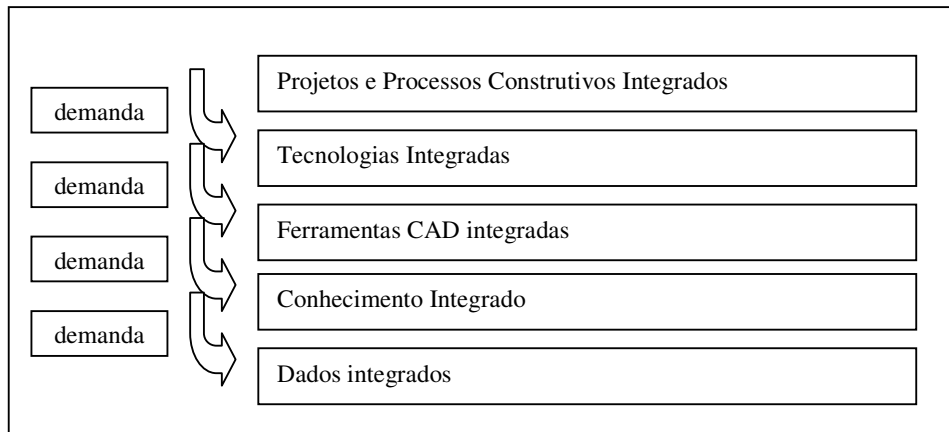 Projetos e Processos Construtivos Integrados
demanda
Tecnologias Integradas
demanda
Ferramentas CAD integradas
demanda
Conhecimento Integrado
demanda
Dados integrados